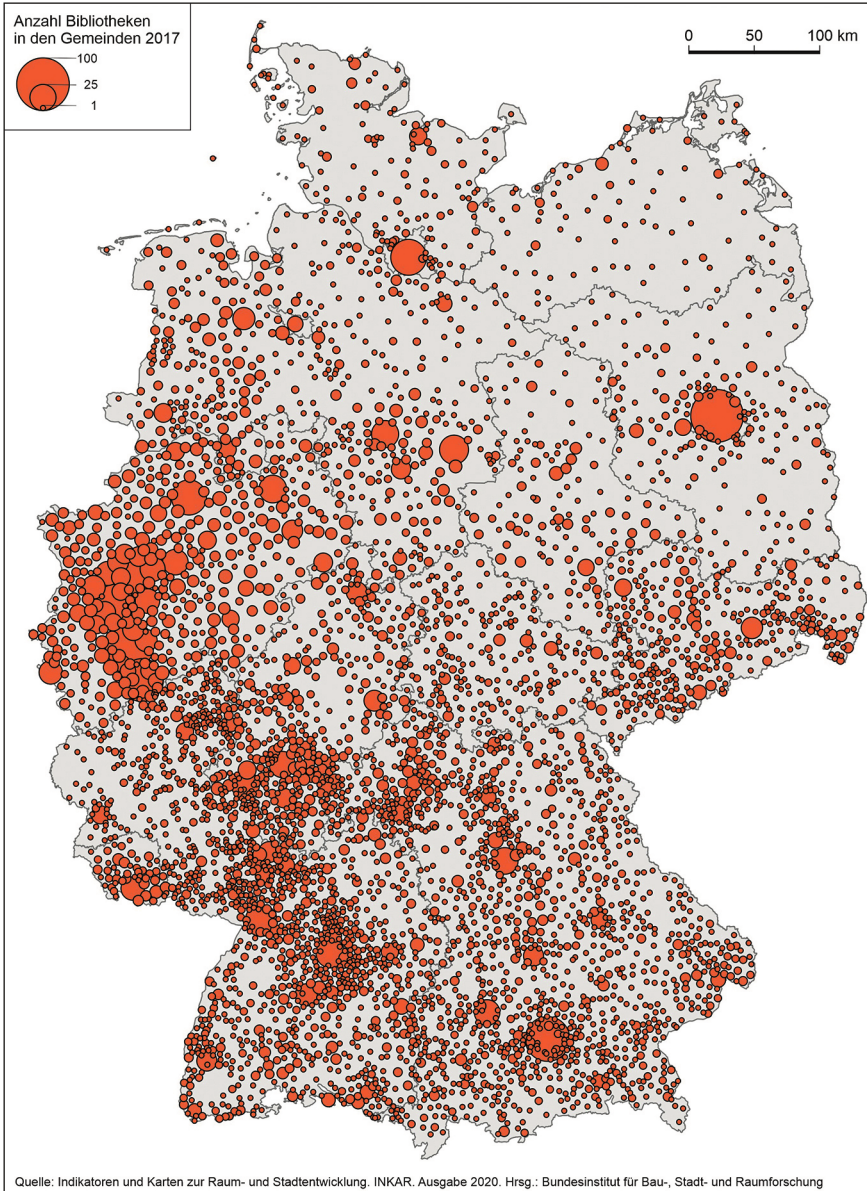 Anzahl Bibliotheken
in den Gemeinden 2017
100
25
1
0 50 100 km
Quelle: Indikatoren und Karten zur Raum- und Stadtentwicklung. INKAR. Ausgabe 2020. Hrsg.: Bundesinstitut für Bau-, Stadt- und Raumforschung